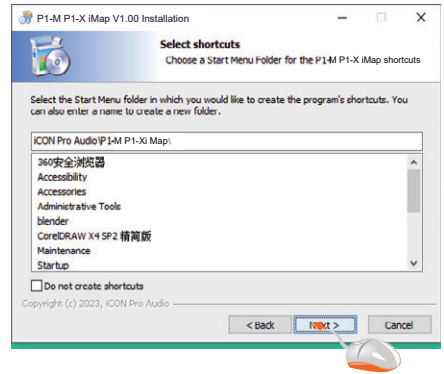 P1-M P1-X iMap V1.00 Installation
Select shortcuts
Choose a Start Menu Folder for the P1-M P1-X iMap shortcuts
Select the Start Menu folder in which you would like to create the program's shortcuts. You
can also enter a name to create a new folder.
iCON Pro Audio\P1-M P1-Xi Map\
360安全浏览器
Accessibility
Accessories
Administrative Tools
blender
CorelDRAW X4 SP2 精简版
Maintenance
Startup
Do not create shortcuts
Copyright (c) 2023, iCON Pro Audio
< Back
Next >
Cancel